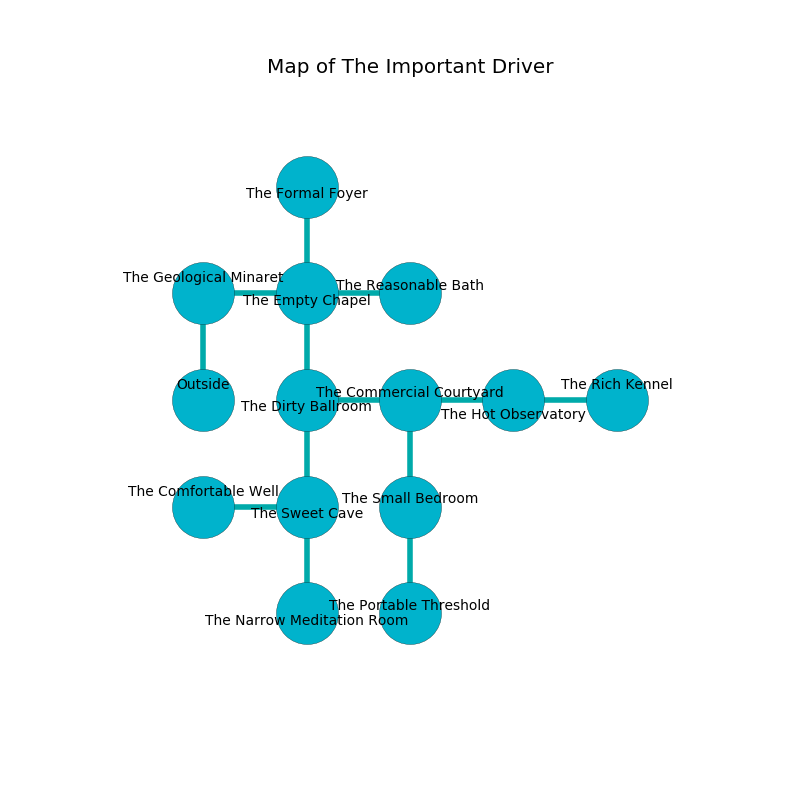 Map of The Important Driver
The Formal Foyer
The Geological Minaret
The Reasonable Bath
The Empty Chapel
Outside
The Rich Kennel
The Commercial Courtyard
The Dirty Ballroom
The Hot Observatory
The Comfortable Well
The Small Bedroom
The Sweet Cave
The Portable Threshold
The Narrow Meditation Room